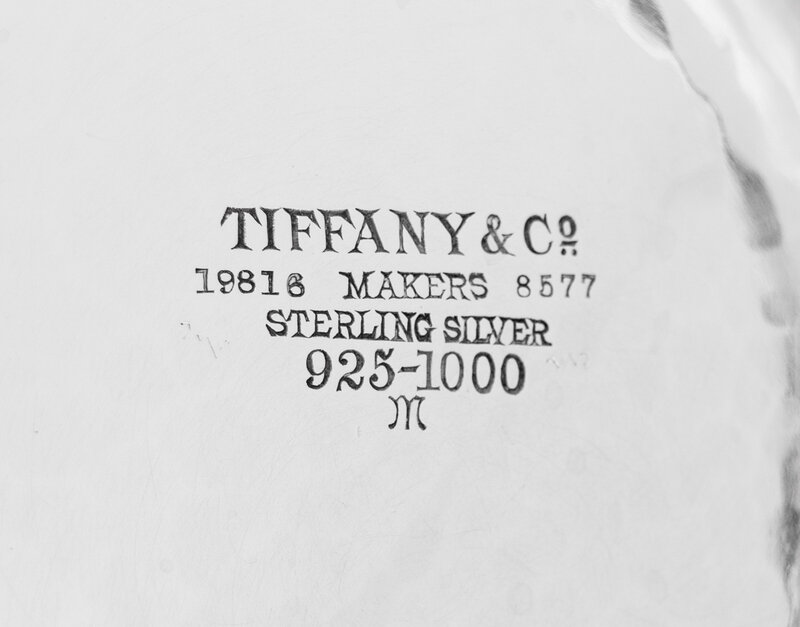 TIFFANY & Co
19816 MAKERS 8577
STERLING SILVER
925-1000
M